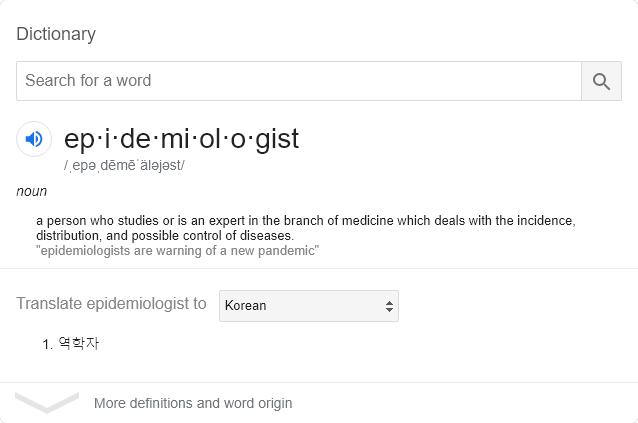 Dictionary
Search for a word
ep·i·de·mi·ol·o·gist
/ˌepəˌdēmēˈäləjəst/
noun
a person who studies or is an expert in the branch of medicine which deals with the incidence,
distribution, and possible control of diseases.
"epidemiologists are warning of a new pandemic"
Translate epidemiologist to Korean
1. 역학자
More definitions and word origin